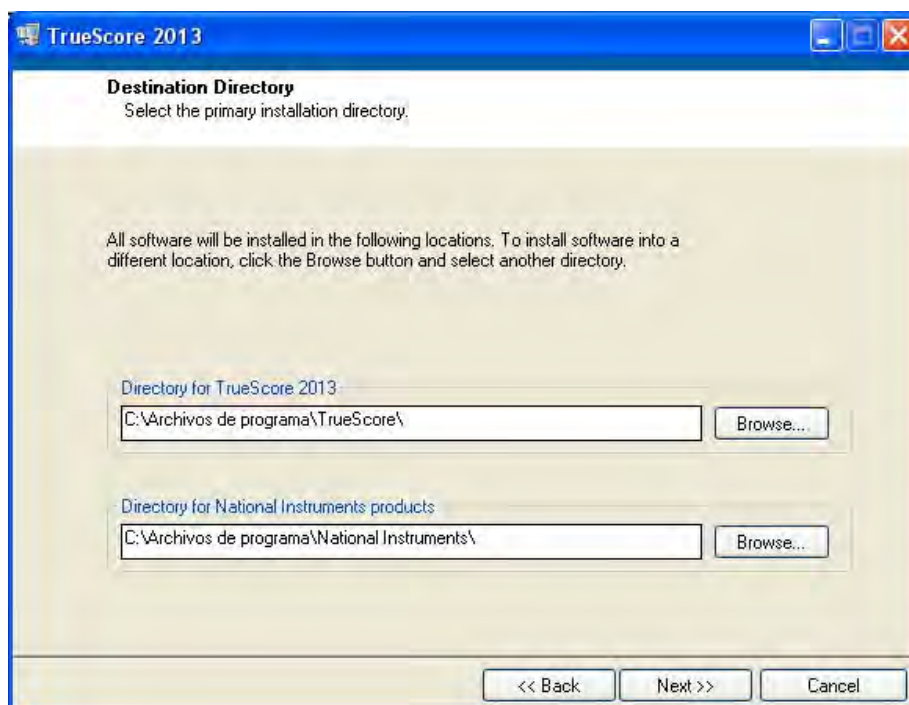 TrueScore 2013
Destination Directory
Select the primary installation directory.
All software will be installed in the following locations. To install software into a
different location, click the Browse button and select another directory.
Directory for TrueScore 2013
C:\Archivos de programa\TrueScore\
Browse...
Directory for National Instruments products
C:\Archivos de programa\National Instruments\
Browse...
<< Back
Next >>
Cancel